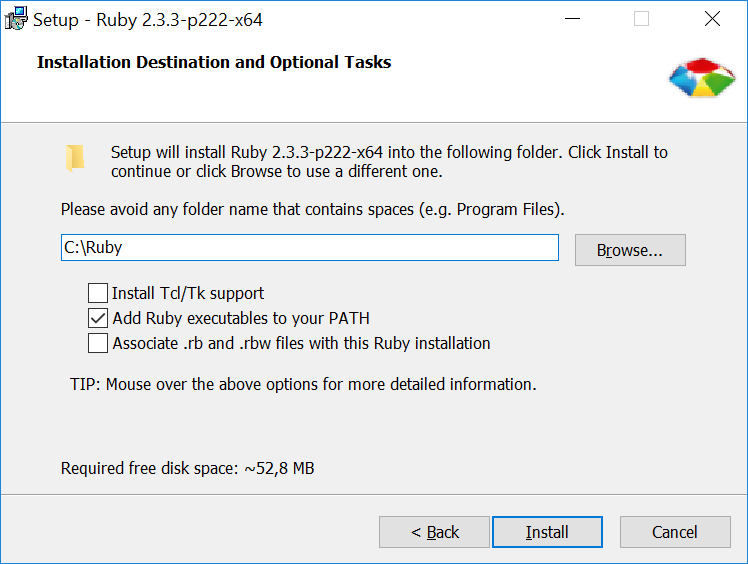 Setup - Ruby 2.3.3-p222-x64
Installation Destination and Optional Tasks
Setup will install Ruby 2.3.3-p222-x64 into the following folder. Click Install to
continue or click Browse to use a different one.
Please avoid any folder name that contains spaces (e.g. Program Files).
C:\Ruby
Browse...
Install Tcl/Tk support
Add Ruby executables to your PATH
Associate .rb and .rbw files with this Ruby installation
TIP: Mouse over the above options for more detailed information.
Required free disk space: ~52,8 MB
< Back
Install
Cancel